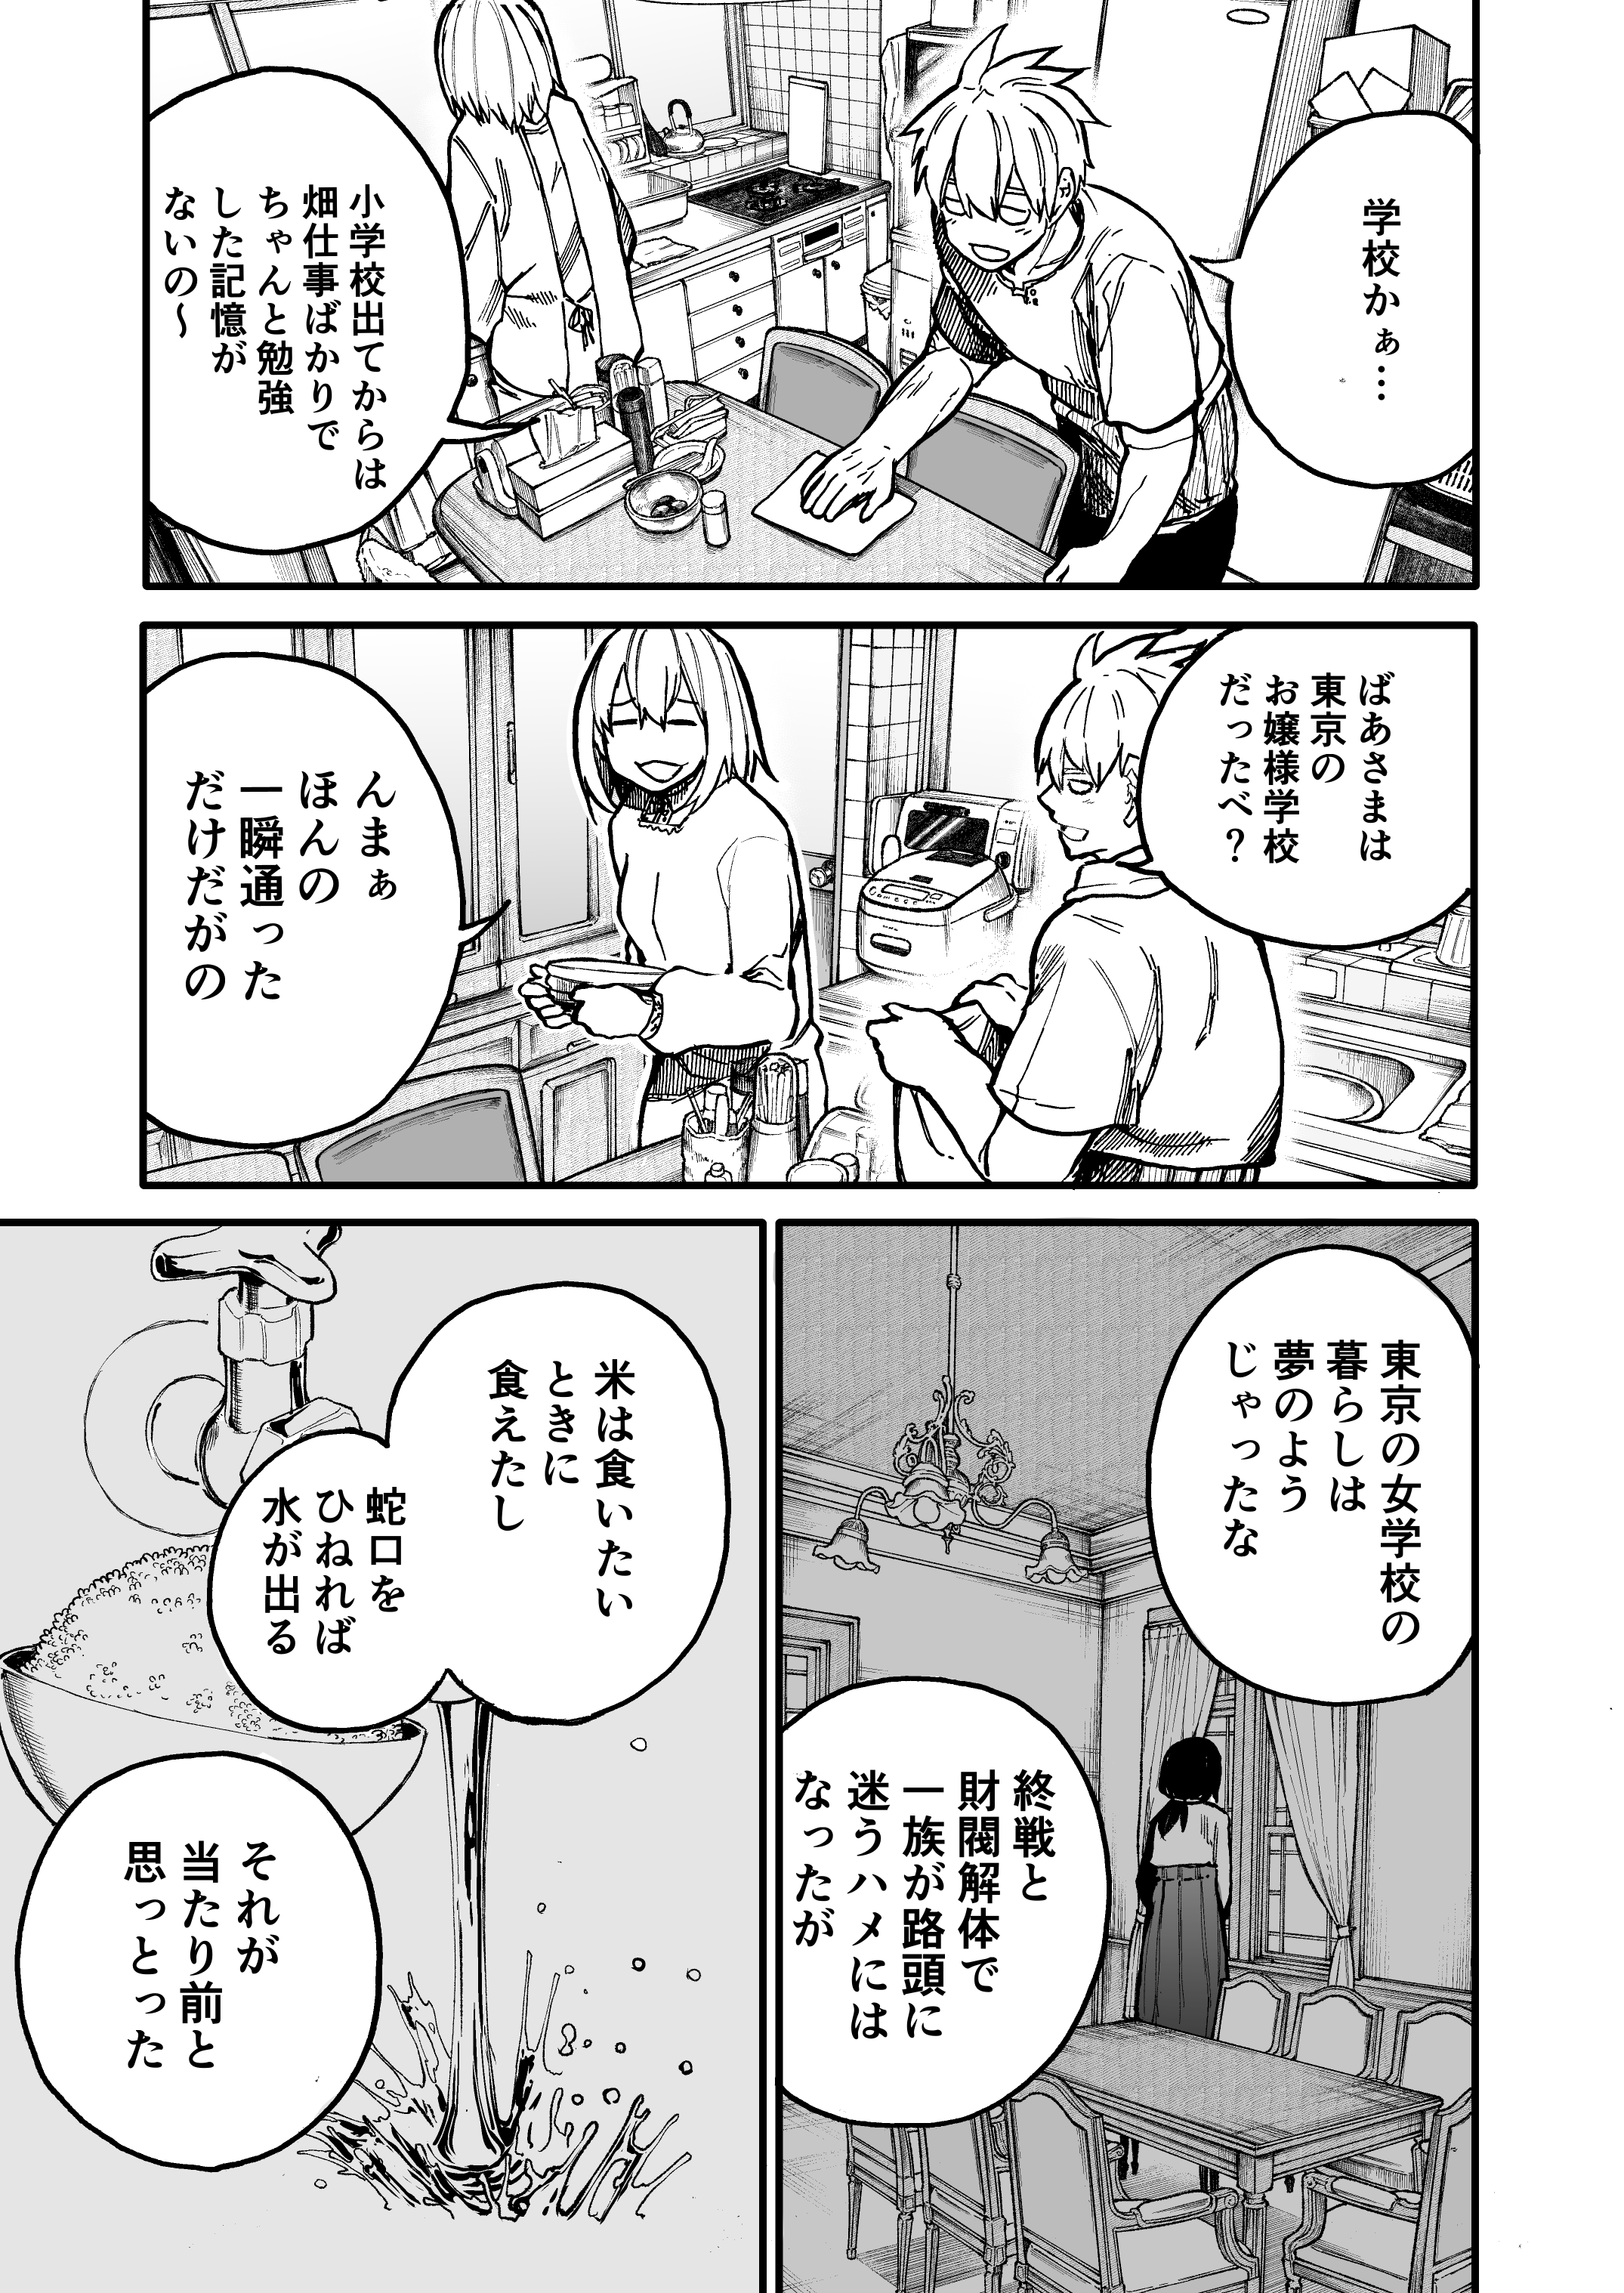 学校かぁ…
小学校出てからは
畑仕事ばかりで
ちゃんと勉強
した記憶が
ないの～
ばあさまは
東京の
お嬢様学校
だったべ？
んまぁ
ほんの
一瞬通った
だけだがの
東京の女学校の
暮らしは
夢のよう
じゃったな
終戦と
財閥解体で
一族が路頭に
迷うハメには
なったが
米は食いたい
ときに
食えたし
蛇口を
ひねれば
水が出る
それが
当たり前と
思っとった